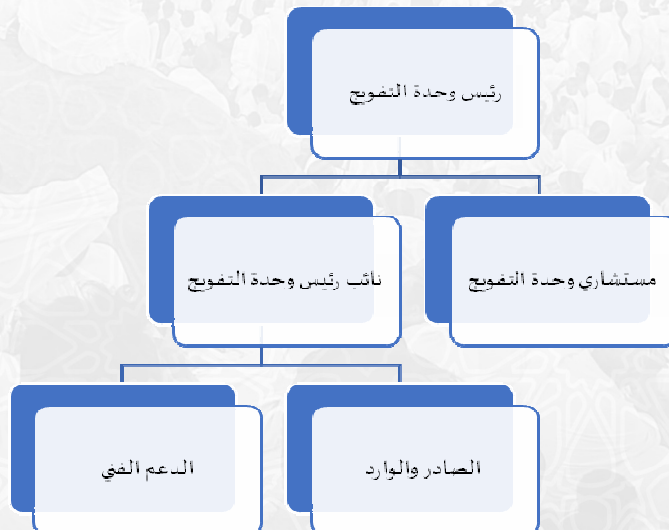 رئيس وحدة التفويج
مستشاري وحدة التفويج
نائب رئيس وحدة التفويج
الصادر والوارد
الدعم الفني